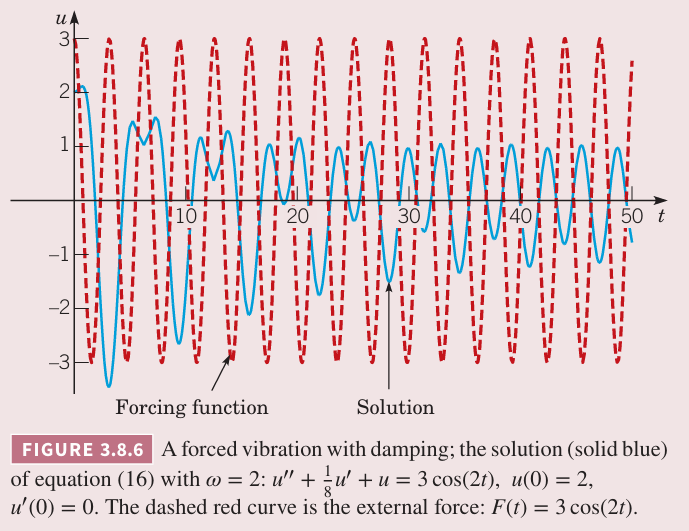 u
3
2
1
10 20 30 40 50 t
−1
−2
−3
Forcing function Solution
FIGURE 3.8.6 A forced vibration with damping; the solution (solid blue)
of equation (16) with ω = 2: u″ + 1/8 u′ + u = 3 cos(2t), u(0) = 2,
u′(0) = 0. The dashed red curve is the external force: F(t) = 3 cos(2t).